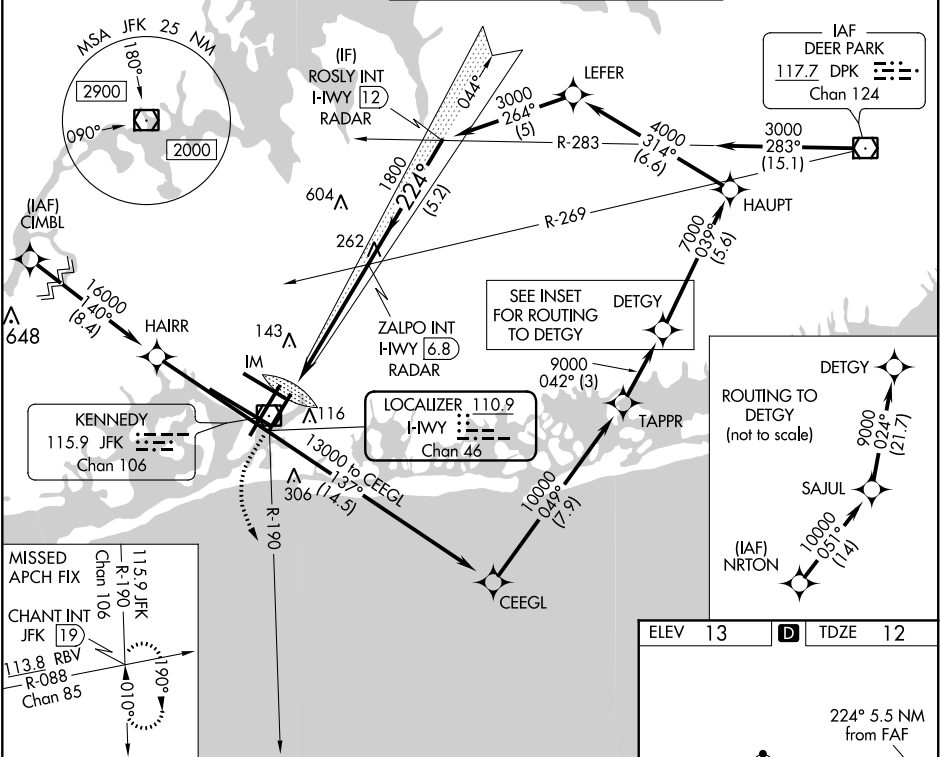 MSA JFK 25 NM
180°
2900
090°
2000
(IF)
ROSLY INT
I-IWY 12
RADAR
044°
LEFER
3000
264°
(5)
IAF
DEER PARK
117.7 DPK
Chan 124
4000
314°
(6.6)
R-283
3000
283°
(15.1)
1800
224°
(5.2)
604
HAUPT
R-269
262
7000
039°
(5.6)
(IAF)
CIMBL
16000
140°
(8.4)
648
HAIRR
143
IM
ZALPO INT
I-IWY 6.8
RADAR
SEE INSET
FOR ROUTING
TO DETGY
DETGY
9000
042° (3)
TAPPR
KENNEDY
115.9 JFK
Chan 106
116
LOCALIZER 110.9
I-IWY
Chan 46
13000 to CEEGL
137°
(14.5)
306
R-190
10000
049°
(7.9)
CEEGL
DETGY
ROUTING TO
DETGY
(not to scale)
9000
024°
(21.7)
SAJUL
10000
051°
(14)
(IAF)
NRTON
MISSED
APCH FIX
115.9 JFK
R-190
Chan 106
CHANT INT
JFK 19
113.8 RBV
R-088
Chan 85
190°
010°
ELEV 13 D TDZE 12
224° 5.5 NM
from FAF